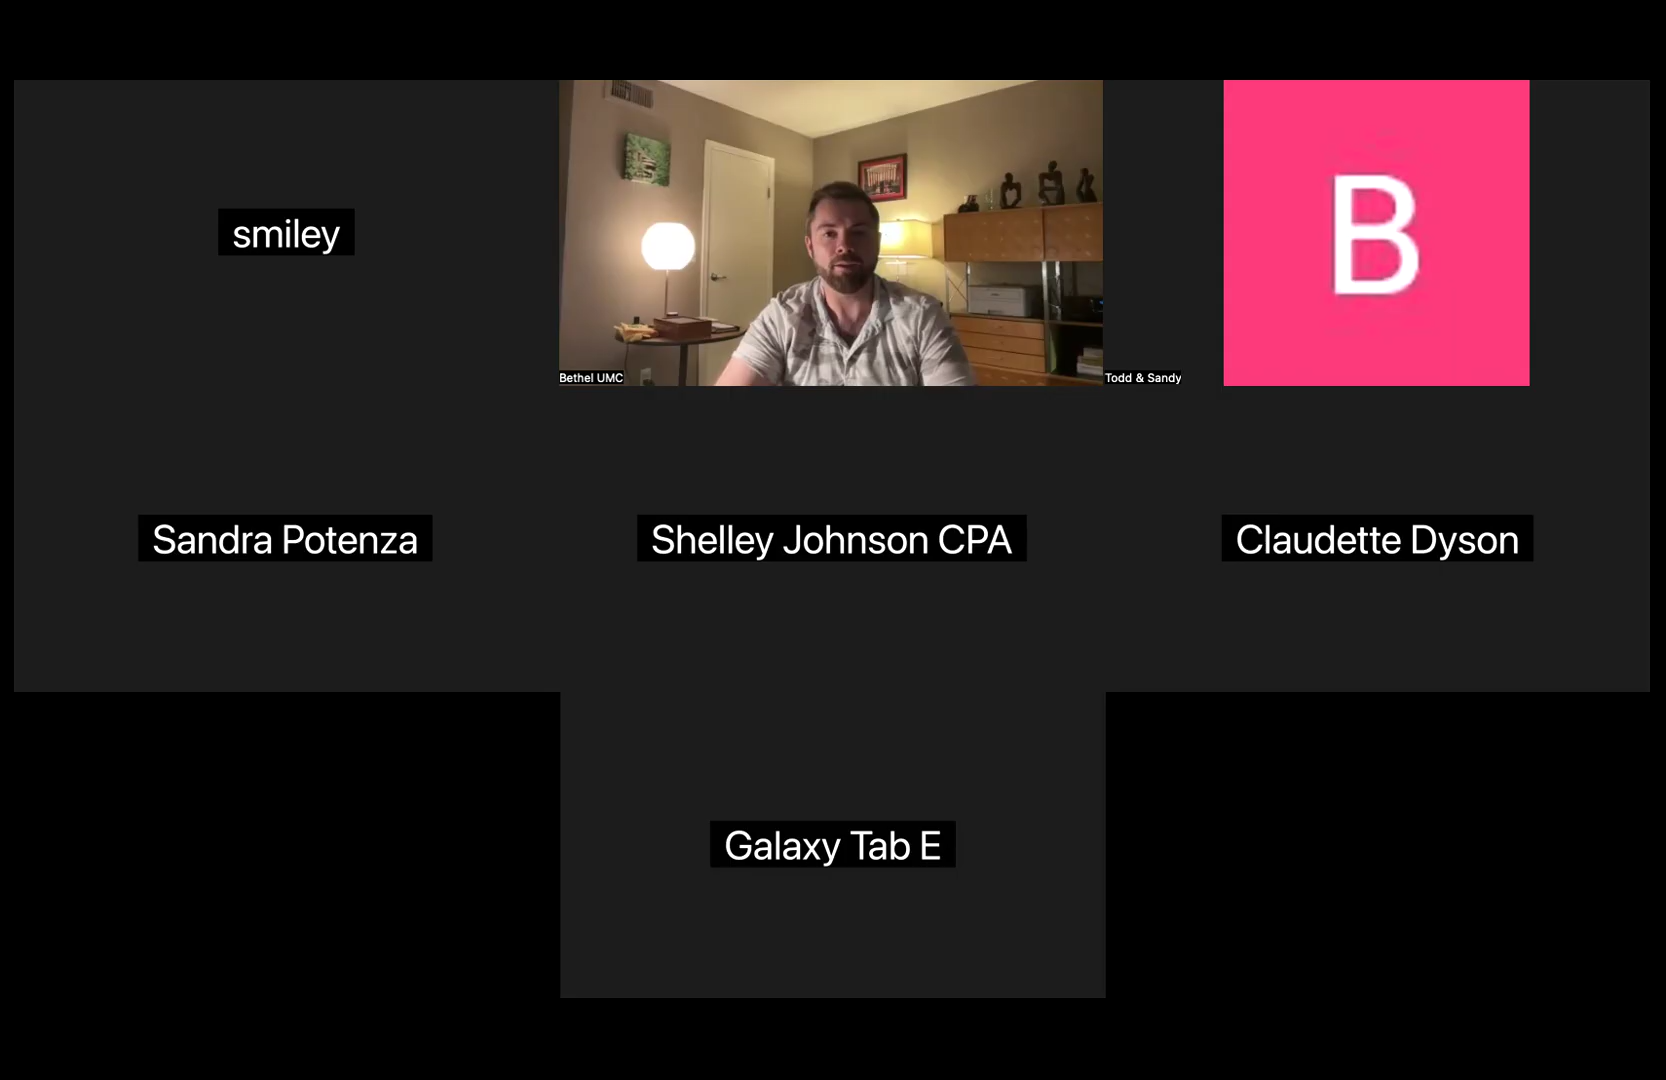 smiley
Bethel UMC
Todd & Sandy
B
Sandra Potenza
Shelley Johnson CPA
Claudette Dyson
Galaxy Tab E